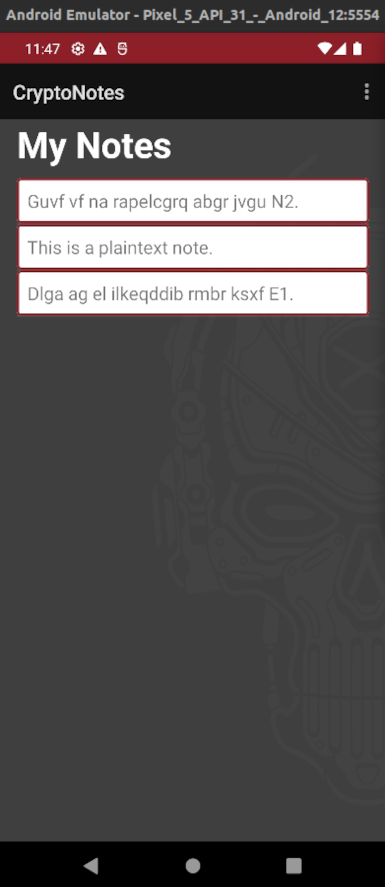 Android Emulator - Pixel_5_API_31_-_Android_12:5554
11:47
CryptoNotes
My Notes
Guvf vf na rapelcgrq abgr jvgu N2.
This is a plaintext note.
Dlga ag el ilkeqddib rmbr ksxf E1.